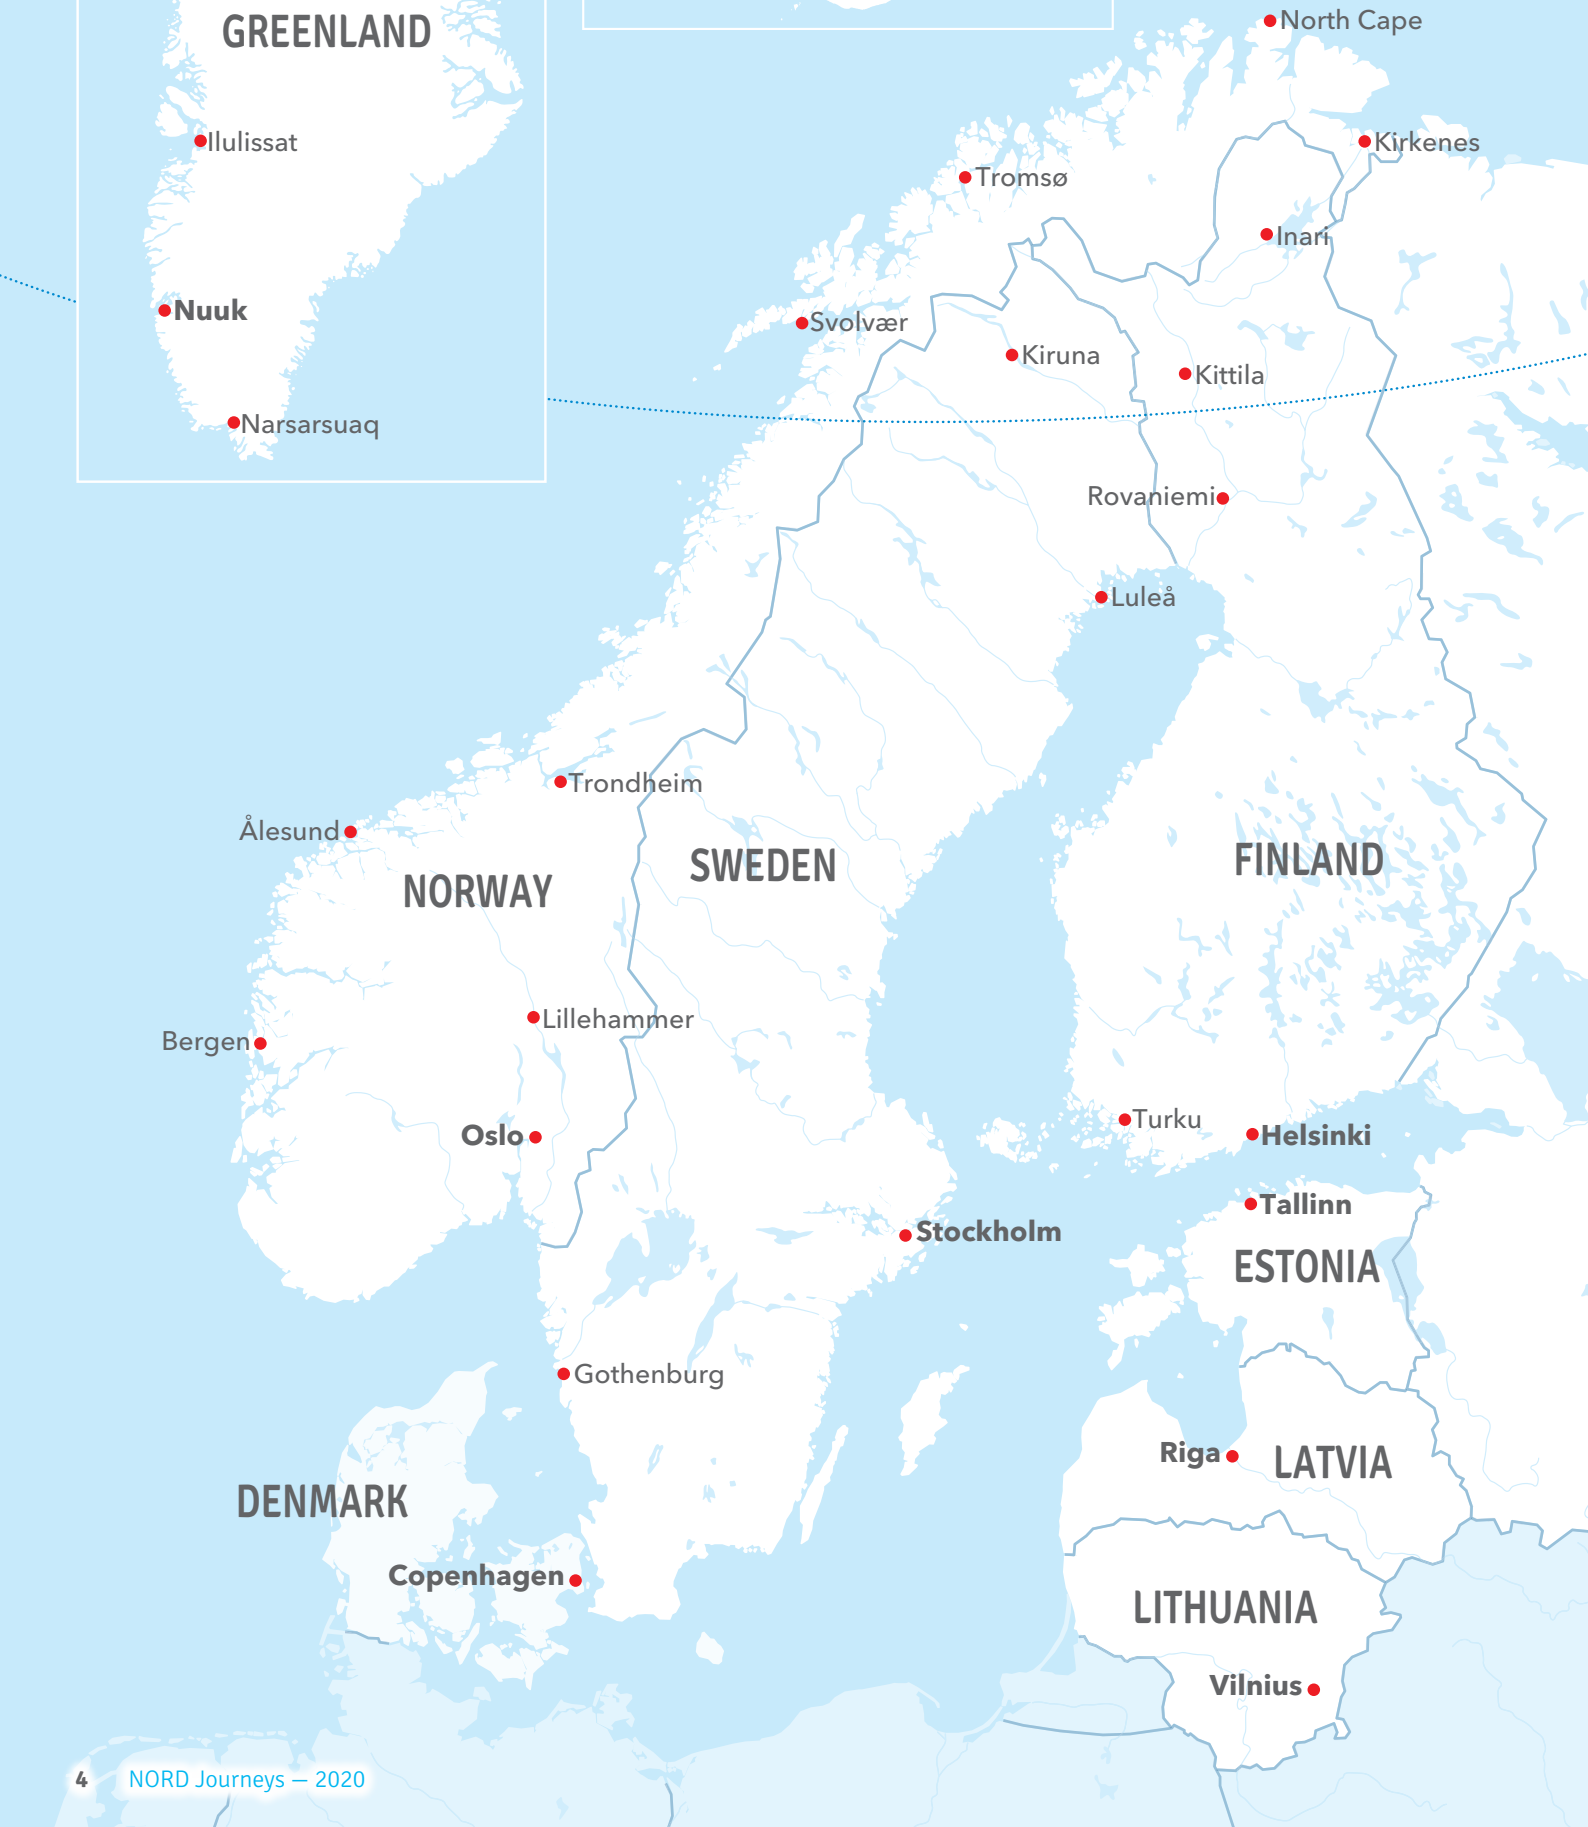 GREENLAND
North Cape
Ilulissat
Kirkenes
Tromsø
Inari
Nuuk
Svolvær
Kiruna
Kittila
Narsarsuaq
Rovaniemi
Luleå
Trondheim
Ålesund
SWEDEN
FINLAND
NORWAY
Lillehammer
Bergen
Turku
Oslo
Helsinki
Tallinn
Stockholm
ESTONIA
Gothenburg
Riga
LATVIA
DENMARK
Copenhagen
LITHUANIA
Vilnius
4 NORD Journeys — 2020